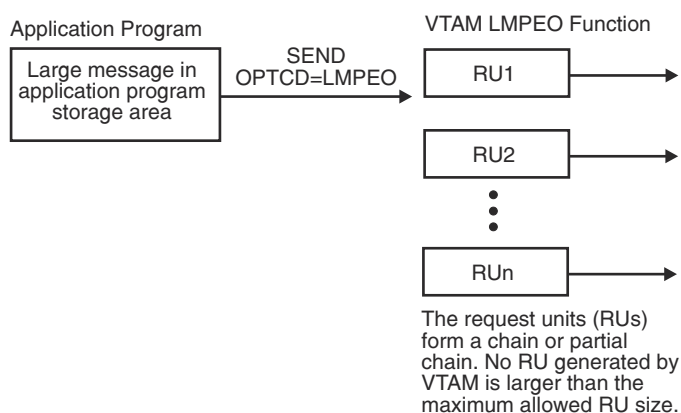 Application Program
VTAM LMPEO Function
Large message in
application program
storage area
SEND
OPTCD=LMPEO
RU1
RU2
RUn
The request units (RUs)
form a chain or partial
chain. No RU generated by
VTAM is larger than the
maximum allowed RU size.